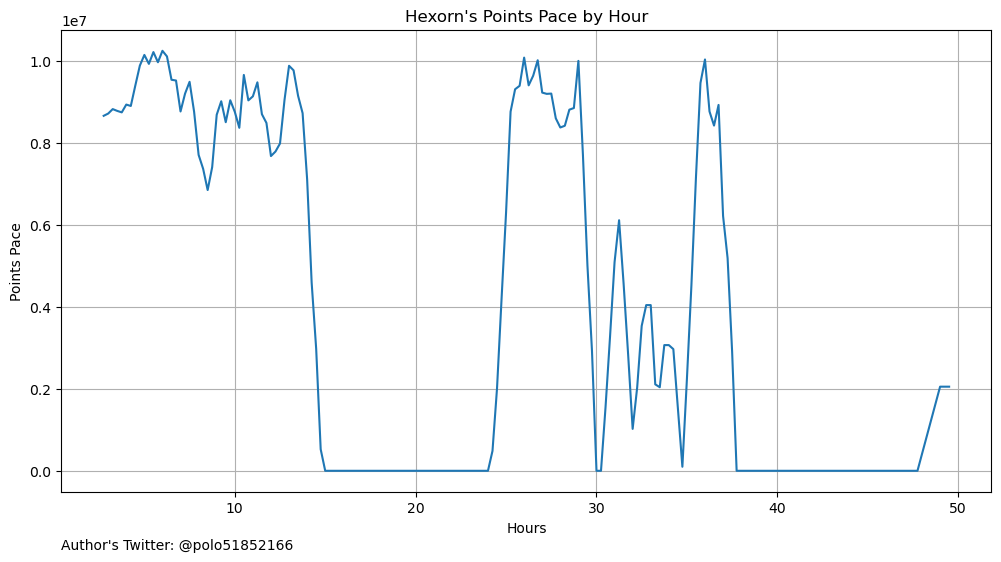 Hexorn's Points Pace by Hour
1e7
1.0
0.8
0.6
0.4
0.2
0.0
Points Pace
10 20 30 40 50
Hours
Author's Twitter: @polo51852166